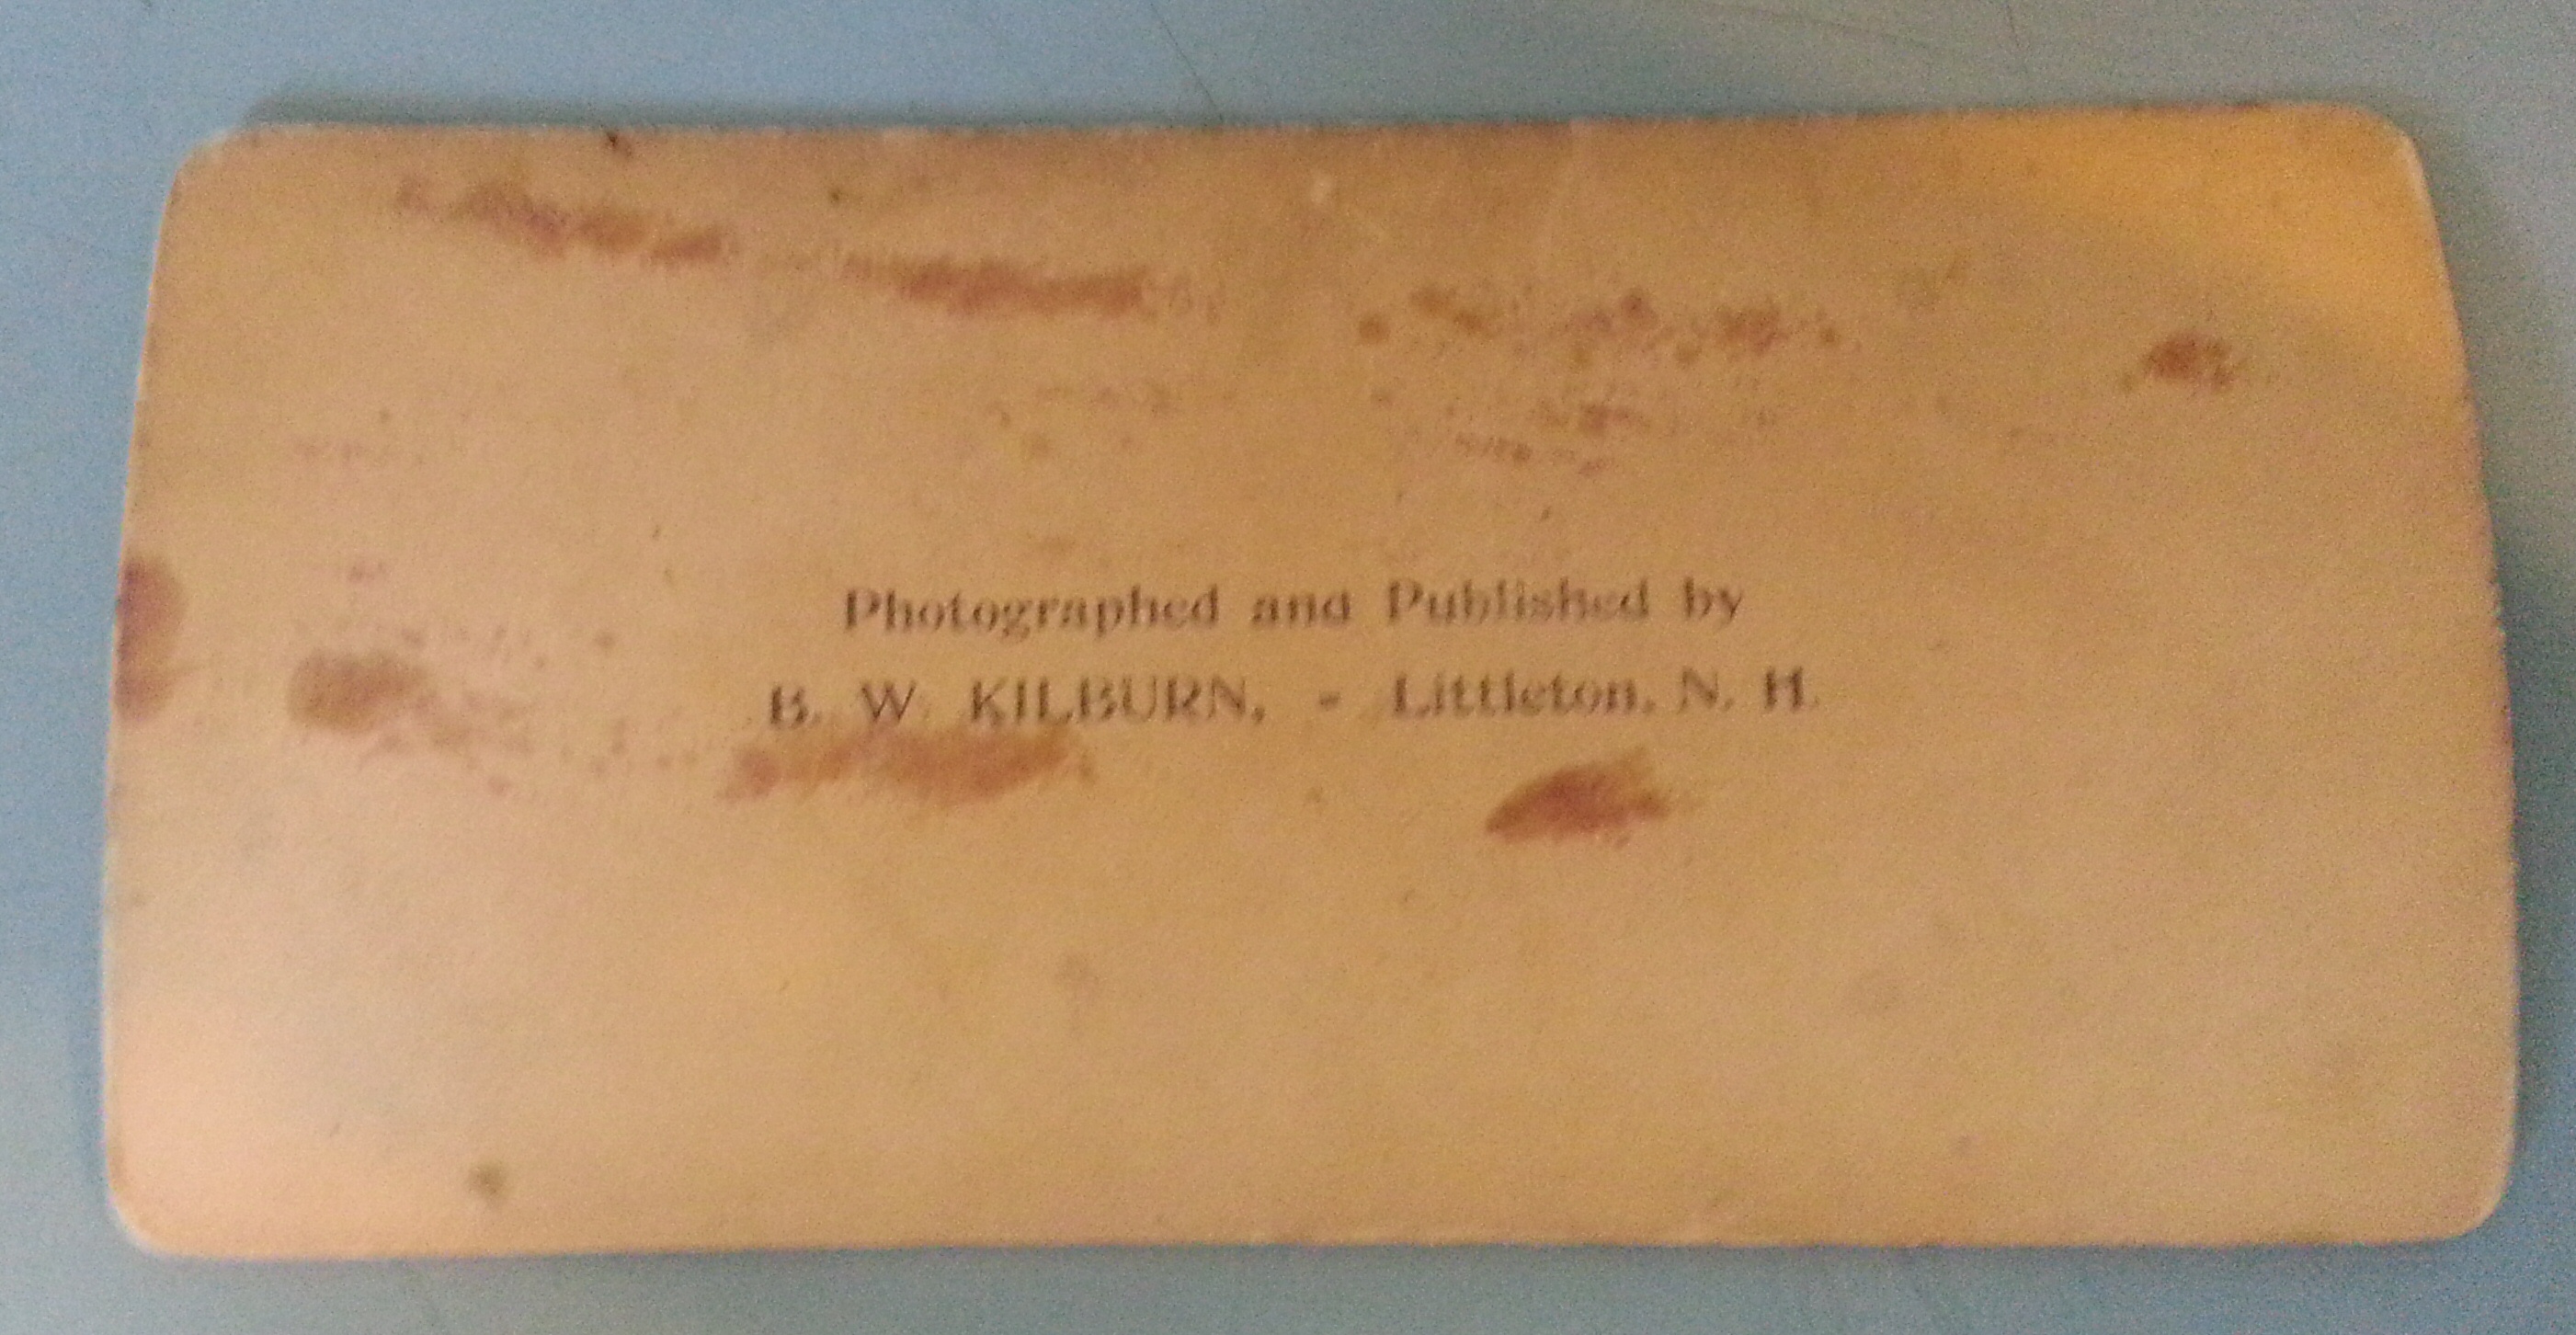 Photographed and Published by
B. W. KILBURN, - Littleton, N. H.